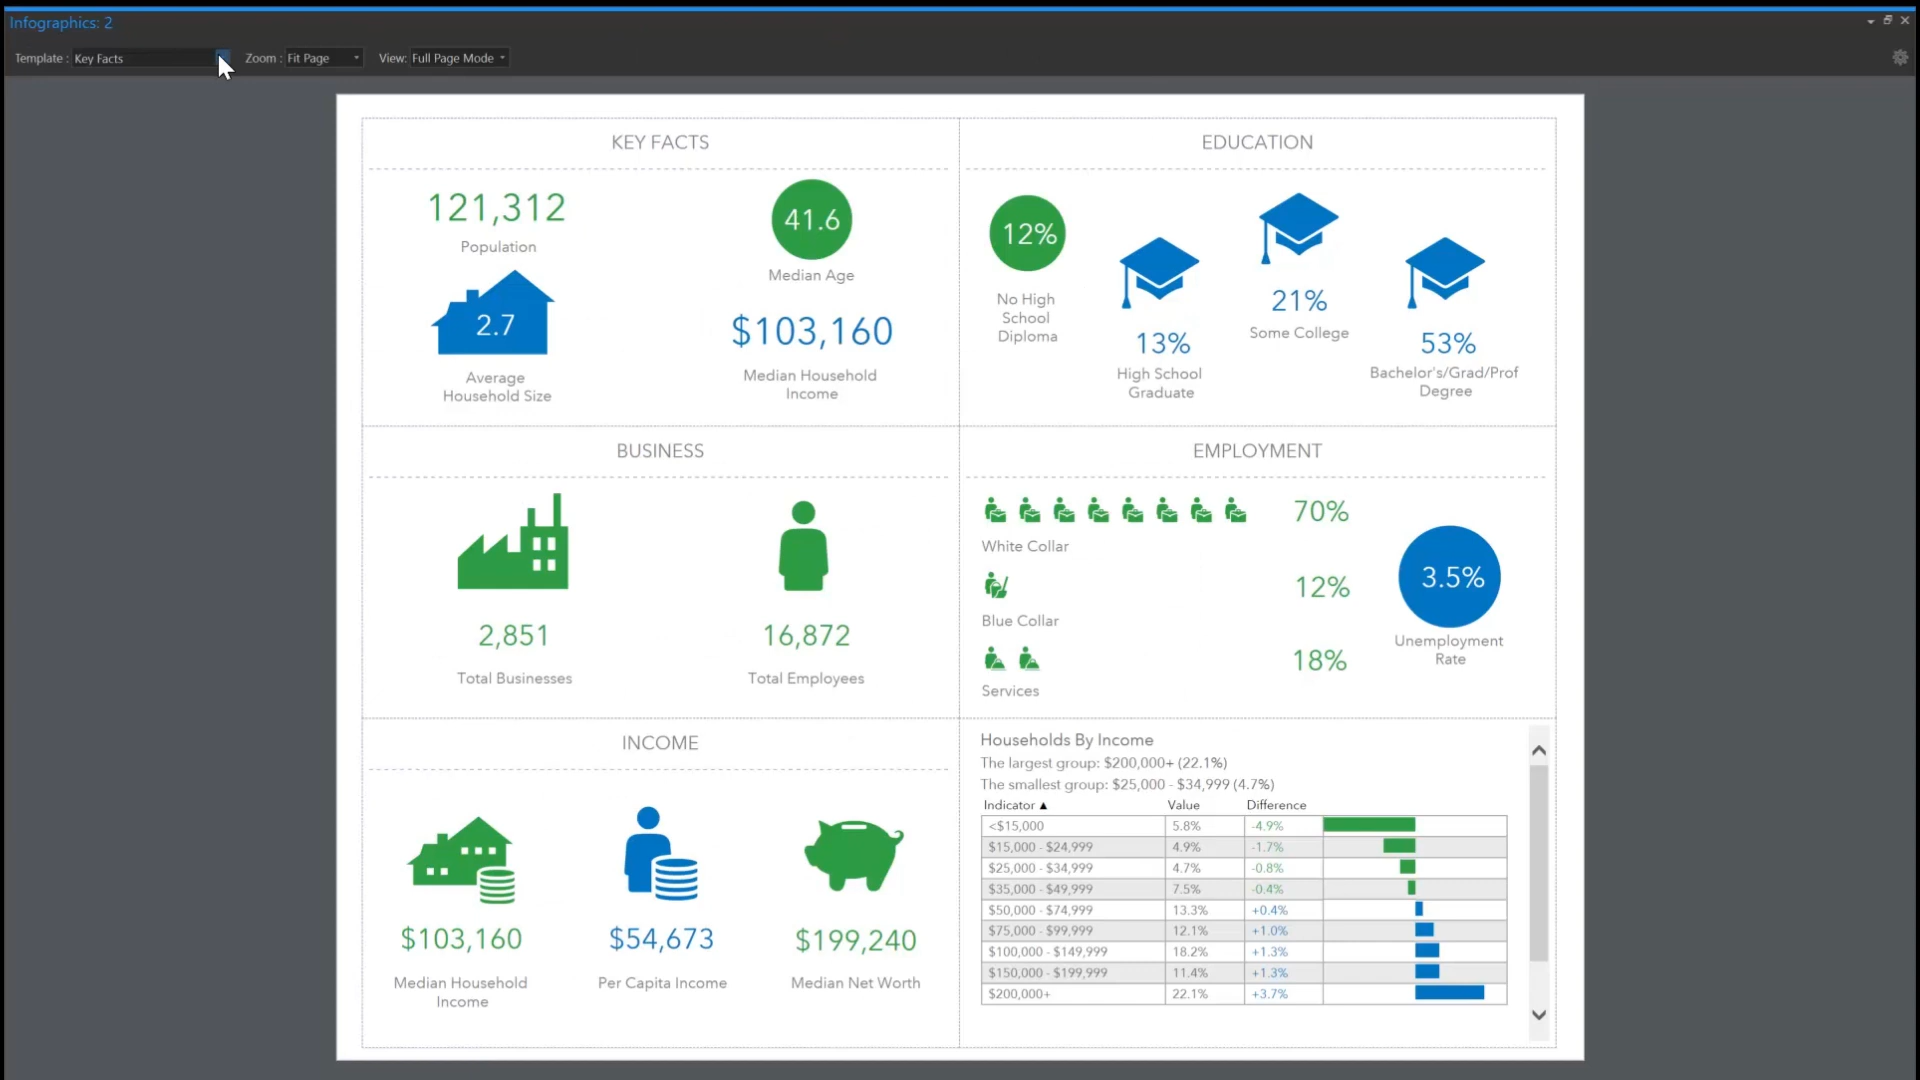 Infographics: 2
Template : Key Facts
Zoom : Fit Page
View: Full Page Mode
KEY FACTS
121,312
Population
41.6
Median Age
2.7
Average
Household Size
$103,160
Median Household
Income
EDUCATION
12%
No High
School
Diploma
13%
High School
Graduate
21%
Some College
53%
Bachelor's/Grad/Prof
Degree
BUSINESS
2,851
Total Businesses
16,872
Total Employees
EMPLOYMENT
70%
White Collar
12%
Blue Collar
18%
Services
3.5%
Unemployment
Rate
INCOME
$103,160
Median Household
Income
$54,673
Per Capita Income
$199,240
Median Net Worth
Households By Income
The largest group: $200,000+ (22.1%)
The smallest group: $25,000 - $34,999 (4.7%)
Indicator ▲ Value Difference
<$15,000 5.8% -4.9%
$15,000 - $24,999 4.9% -1.7%
$25,000 - $34,999 4.7% -0.8%
$35,000 - $49,999 7.5% -0.4%
$50,000 - $74,999 13.3% +0.4%
$75,000 - $99,999 12.1% +1.0%
$100,000 - $149,999 18.2% +1.3%
$150,000 - $199,999 11.4% +1.3%
$200,000+ 22.1% +3.7%